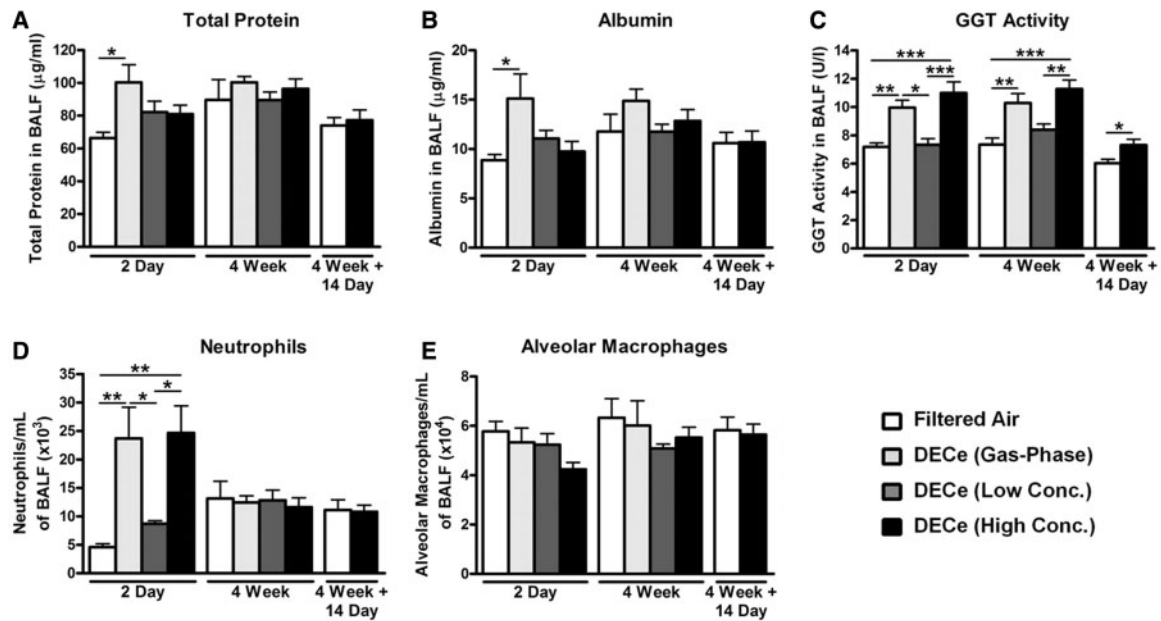 A
Total Protein
Total Protein in BALF (μg/ml)
120
100
80
60
40
20
0
*
2 Day
4 Week
4 Week +
14 Day
B
Albumin
Albumin in BALF (μg/ml)
20
15
10
5
0
*
2 Day
4 Week
4 Week +
14 Day
C
GGT Activity
GGT Activity in BALF (U/l)
14
12
10
8
6
4
2
0
***
***
** * ***
** **
*
2 Day
4 Week
4 Week +
14 Day
D
Neutrophils
Neutrophils/mL
of BALF (x10³)
35
30
25
20
15
10
5
0
**
** * *
2 Day
4 Week
4 Week +
14 Day
E
Alveolar Macrophages
Alveolar Macrophages/mL
of BALF (x10⁴)
8
6
4
2
0
2 Day
4 Week
4 Week +
14 Day
Filtered Air
DECe (Gas-Phase)
DECe (Low Conc.)
DECe (High Conc.)